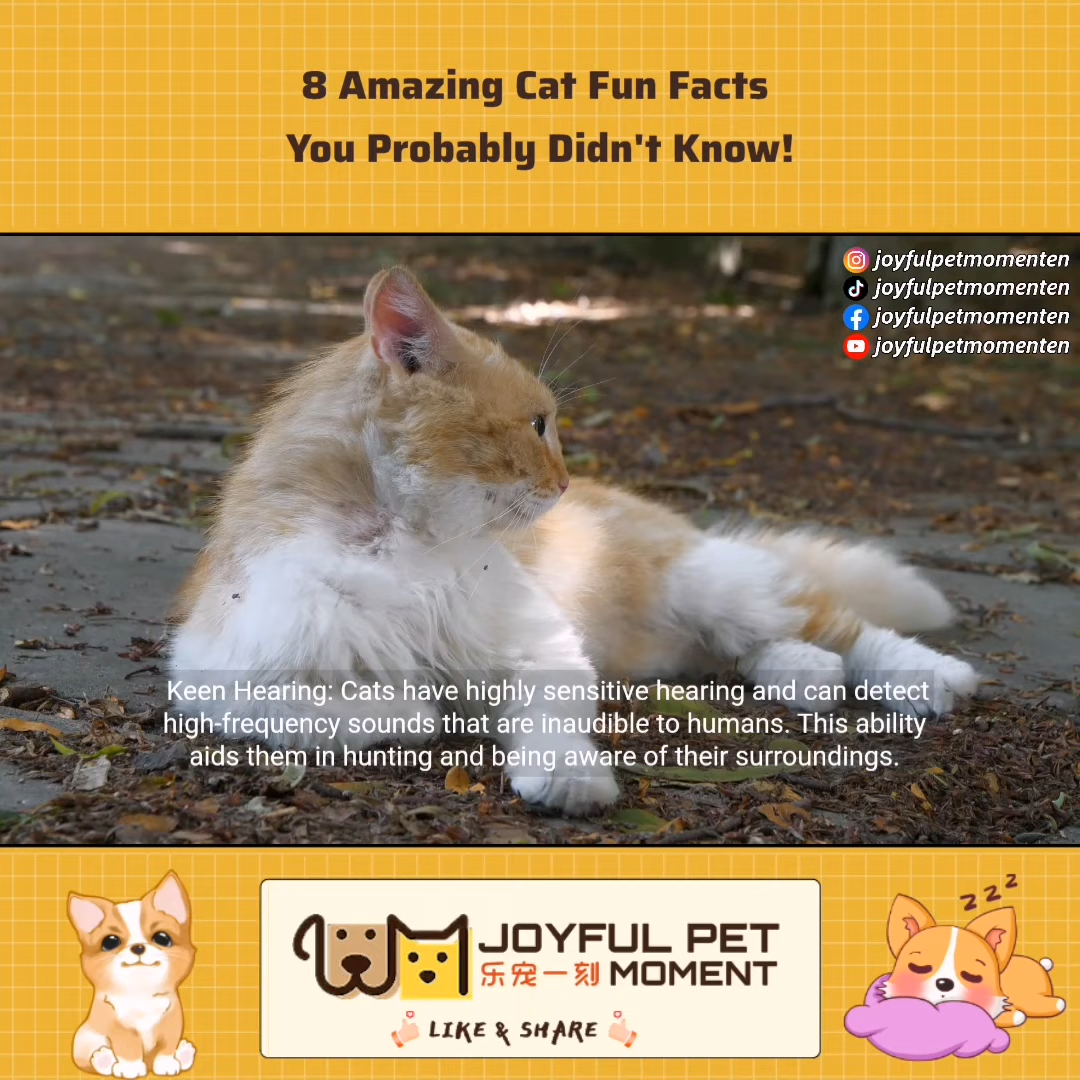 8 Amazing Cat Fun Facts
You Probably Didn't Know!
joyfulpetmomenten
joyfulpetmomenten
joyfulpetmomenten
joyfulpetmomenten
Keen Hearing: Cats have highly sensitive hearing and can detect
high-frequency sounds that are inaudible to humans. This ability
aids them in hunting and being aware of their surroundings.
zzz
JOYFUL PET
乐宠一刻 MOMENT
LIKE & SHARE